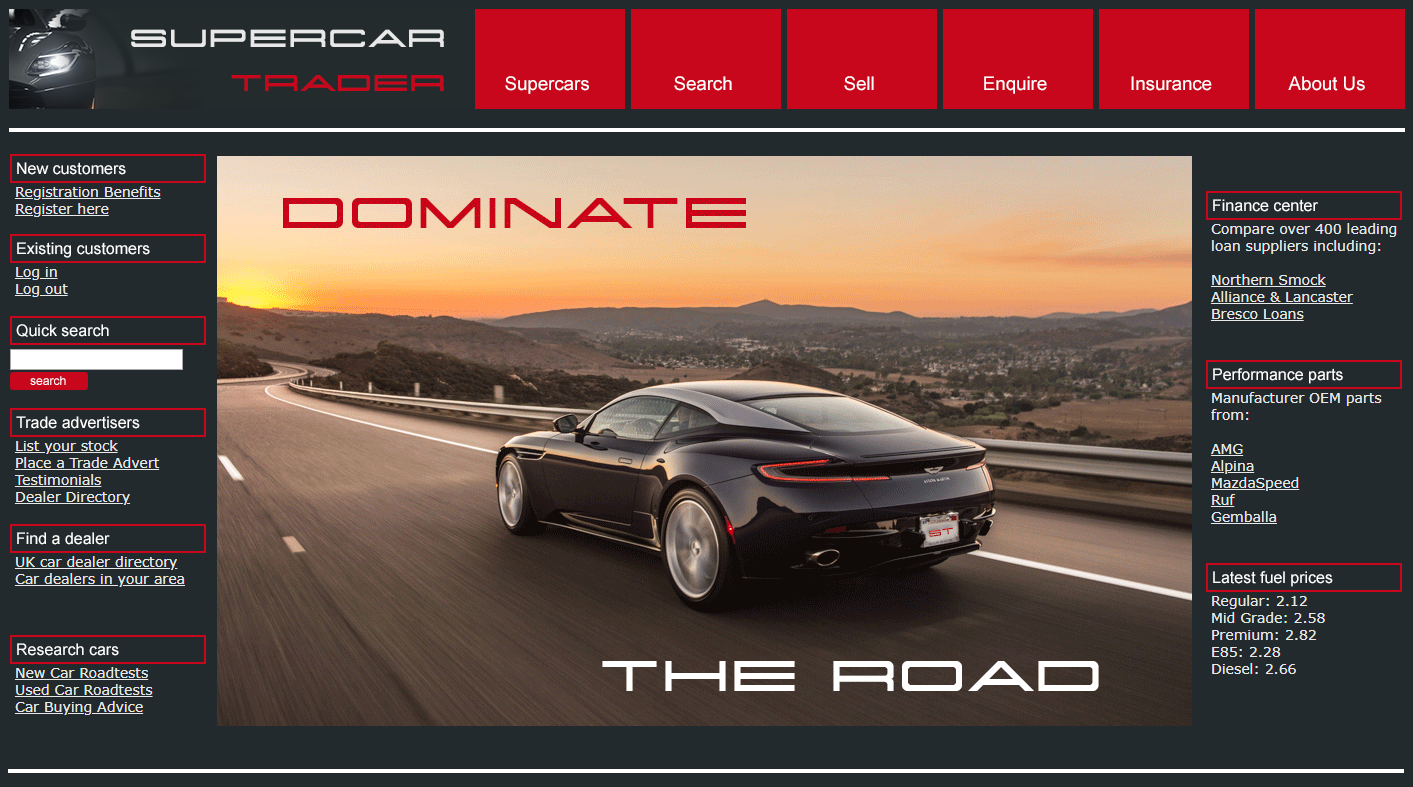 SUPERCAR
TRADER
Supercars
Search
Sell
Enquire
Insurance
About Us
New customers
Registration Benefits
Register here
Existing customers
Log in
Log out
Quick search
search
Trade advertisers
List your stock
Place a Trade Advert
Testimonials
Dealer Directory
Find a dealer
UK car dealer directory
Car dealers in your area
Research cars
New Car Roadtests
Used Car Roadtests
Car Buying Advice
DOMINATE
ASTON MARTIN
ST
THE ROAD
Finance center
Compare over 400 leading
loan suppliers including:
Northern Smock
Alliance & Lancaster
Bresco Loans
Performance parts
Manufacturer OEM parts
from:
AMG
Alpina
MazdaSpeed
Ruf
Gemballa
Latest fuel prices
Regular: 2.12
Mid Grade: 2.58
Premium: 2.82
E85: 2.28
Diesel: 2.66